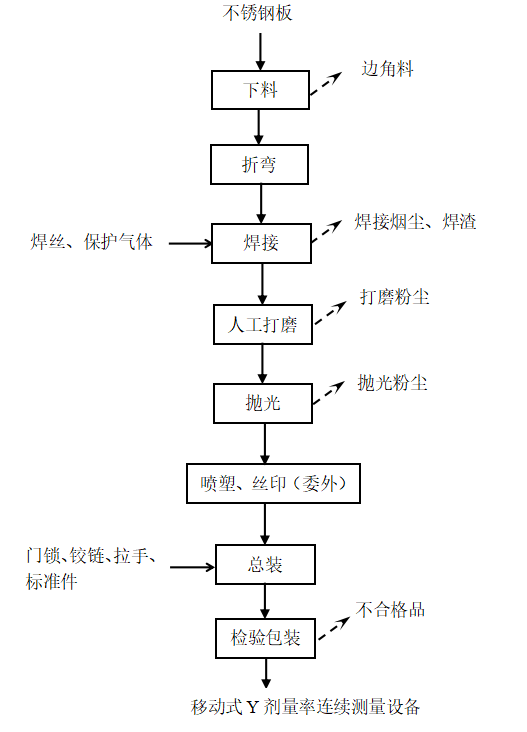 不锈钢板
边角料
下料
折弯
焊接烟尘、焊渣
焊丝、保护气体
焊接
打磨粉尘
人工打磨
抛光粉尘
抛光
喷塑、丝印（委外）
门锁、铰链、拉手、
标准件
总装
不合格品
检验包装
移动式 Y 剂量率连续测量设备